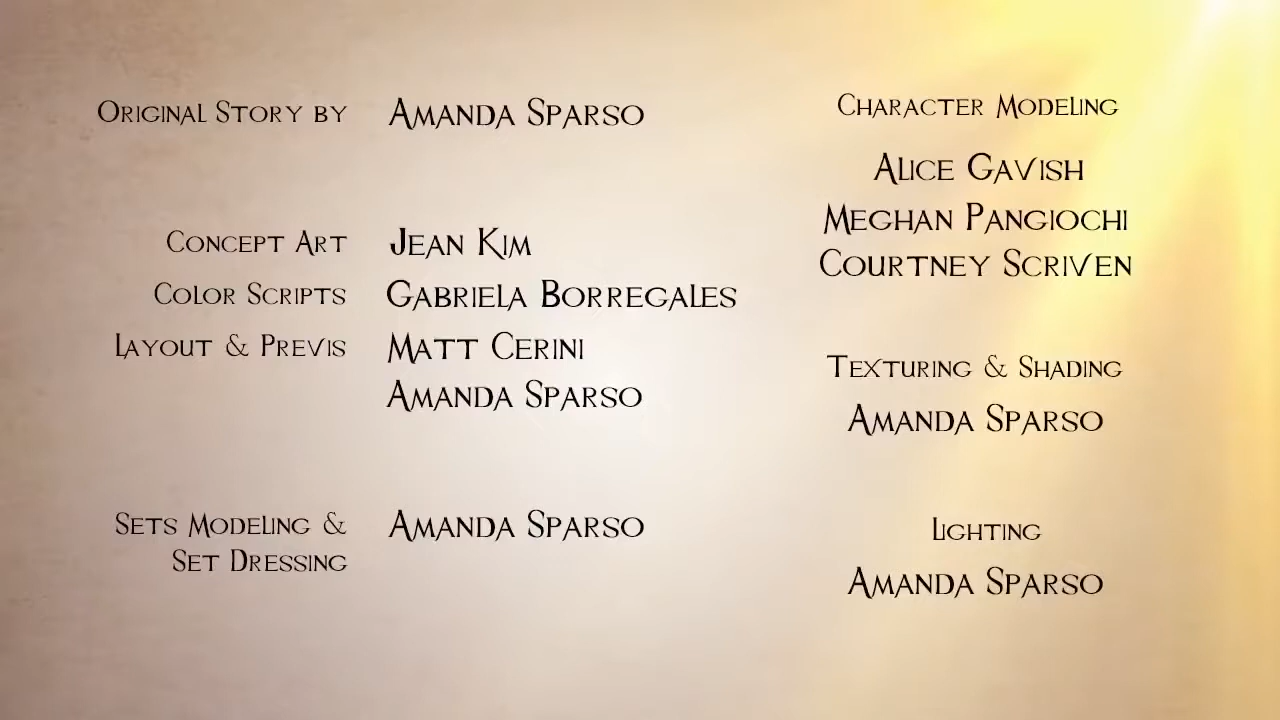 Original Story by Amanda Sparso
Concept Art Jean Kim
Color Scripts Gabriela Borregales
Layout & Previs Matt Cerini
Amanda Sparso
Sets Modeling & Amanda Sparso
Set Dressing
Character Modeling
Alice Gavish
Meghan Pangiochi
Courtney Scriven
Texturing & Shading
Amanda Sparso
Lighting
Amanda Sparso